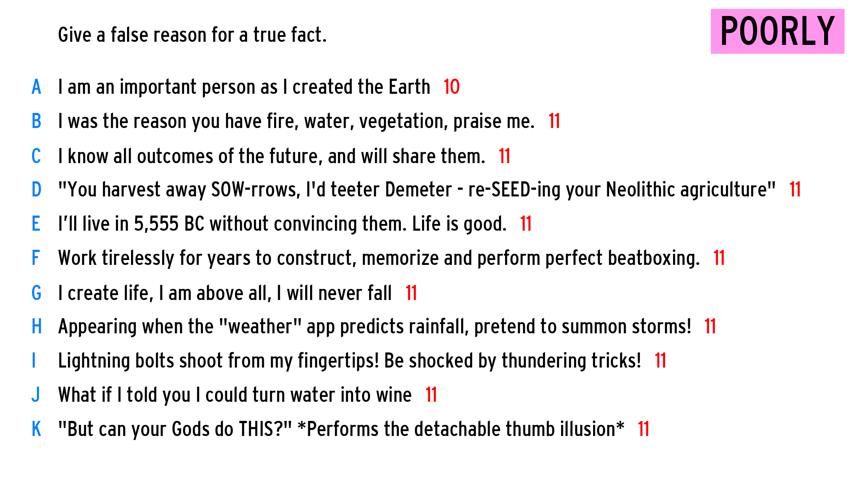 Give a false reason for a true fact.
POORLY
A I am an important person as I created the Earth 10
B I was the reason you have fire, water, vegetation, praise me. 11
C I know all outcomes of the future, and will share them. 11
D "You harvest away SOW-rrows, I'd teeter Demeter - re-SEED-ing your Neolithic agriculture" 11
E I’ll live in 5,555 BC without convincing them. Life is good. 11
F Work tirelessly for years to construct, memorize and perform perfect beatboxing. 11
G I create life, I am above all, I will never fall 11
H Appearing when the "weather" app predicts rainfall, pretend to summon storms! 11
I Lightning bolts shoot from my fingertips! Be shocked by thundering tricks! 11
J What if I told you I could turn water into wine 11
K "But can your Gods do THIS?" *Performs the detachable thumb illusion* 11